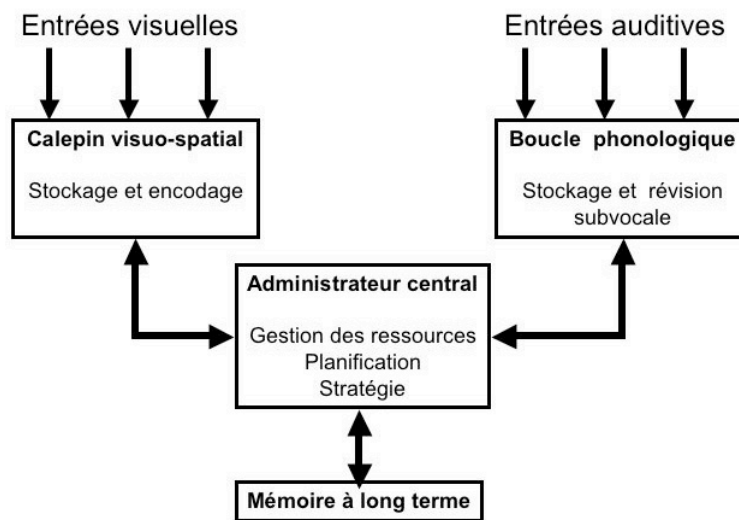 Entrées visuelles
Entrées auditives
Calepin visuo-spatial
Stockage et encodage
Boucle phonologique
Stockage et révision
subvocale
Administrateur central
Gestion des ressources
Planification
Stratégie
Mémoire à long terme